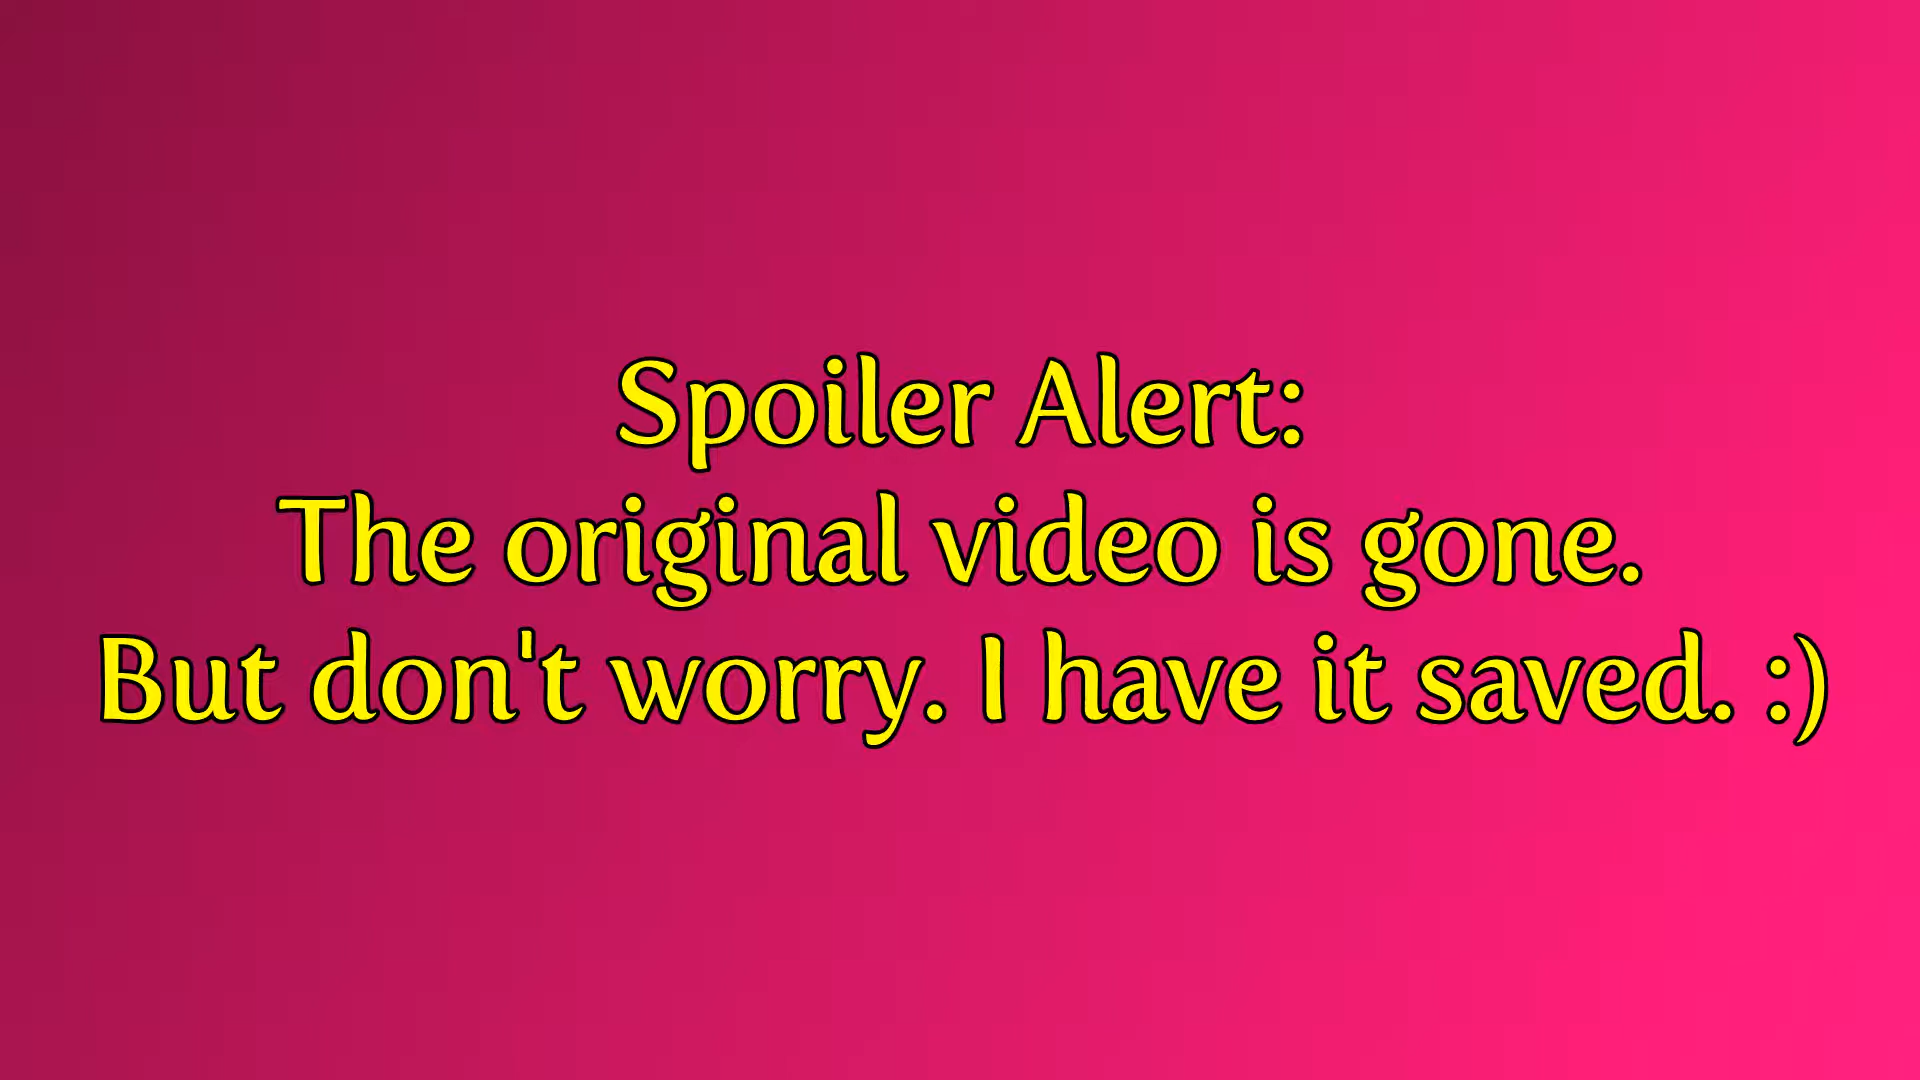 Spoiler Alert:
The original video is gone.
But don't worry. I have it saved. :)